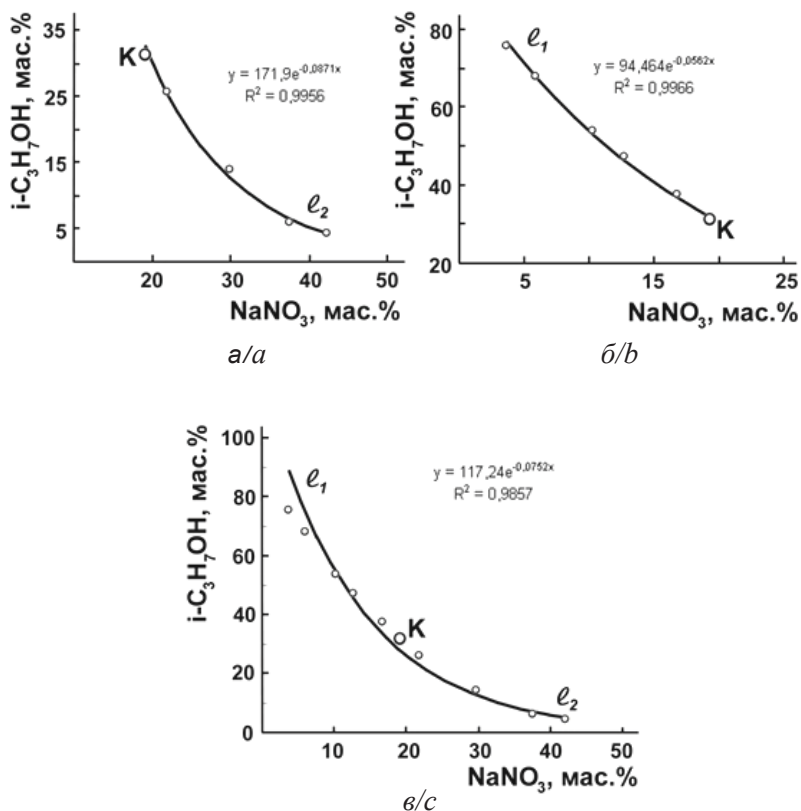 i-C₃H₇OH, мас.%
35
25
15
5
K
y = 171,9e^-0,0871x
R² = 0,9956
ℓ₂
20 30 40 50
NaNO₃, мас.%
а/a
i-C₃H₇OH, мас.%
80
60
40
20
ℓ₁
y = 94,464e^-0,0562x
R² = 0,9966
K
5 15 25
NaNO₃, мас.%
б/b
i-C₃H₇OH, мас.%
100
80
60
40
20
0
ℓ₁
y = 117,24e^-0,0752x
R² = 0,9857
K
ℓ₂
10 20 30 40 50
NaNO₃, мас.%
в/c